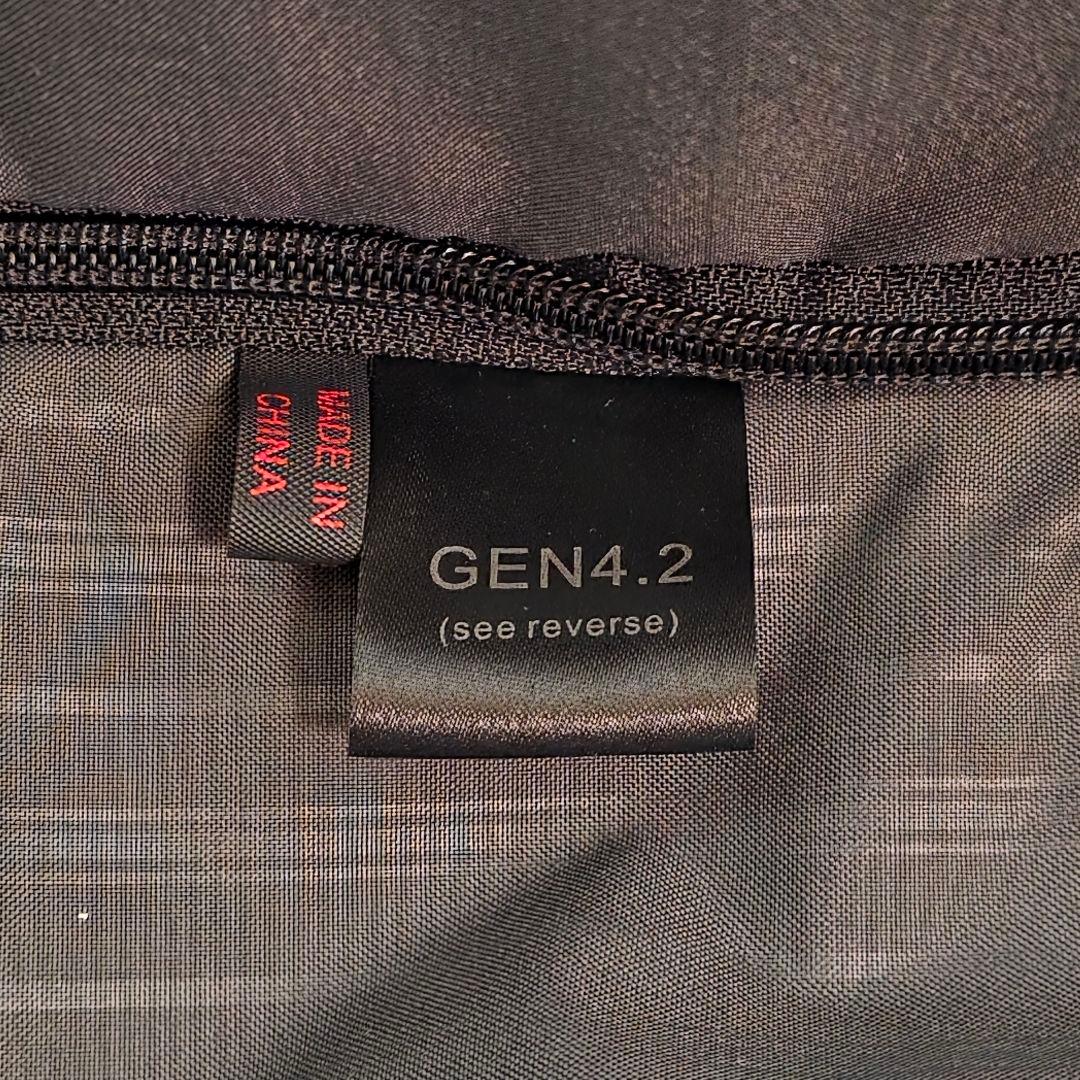 MADE IN
CHINA
GEN4.2
(see reverse)